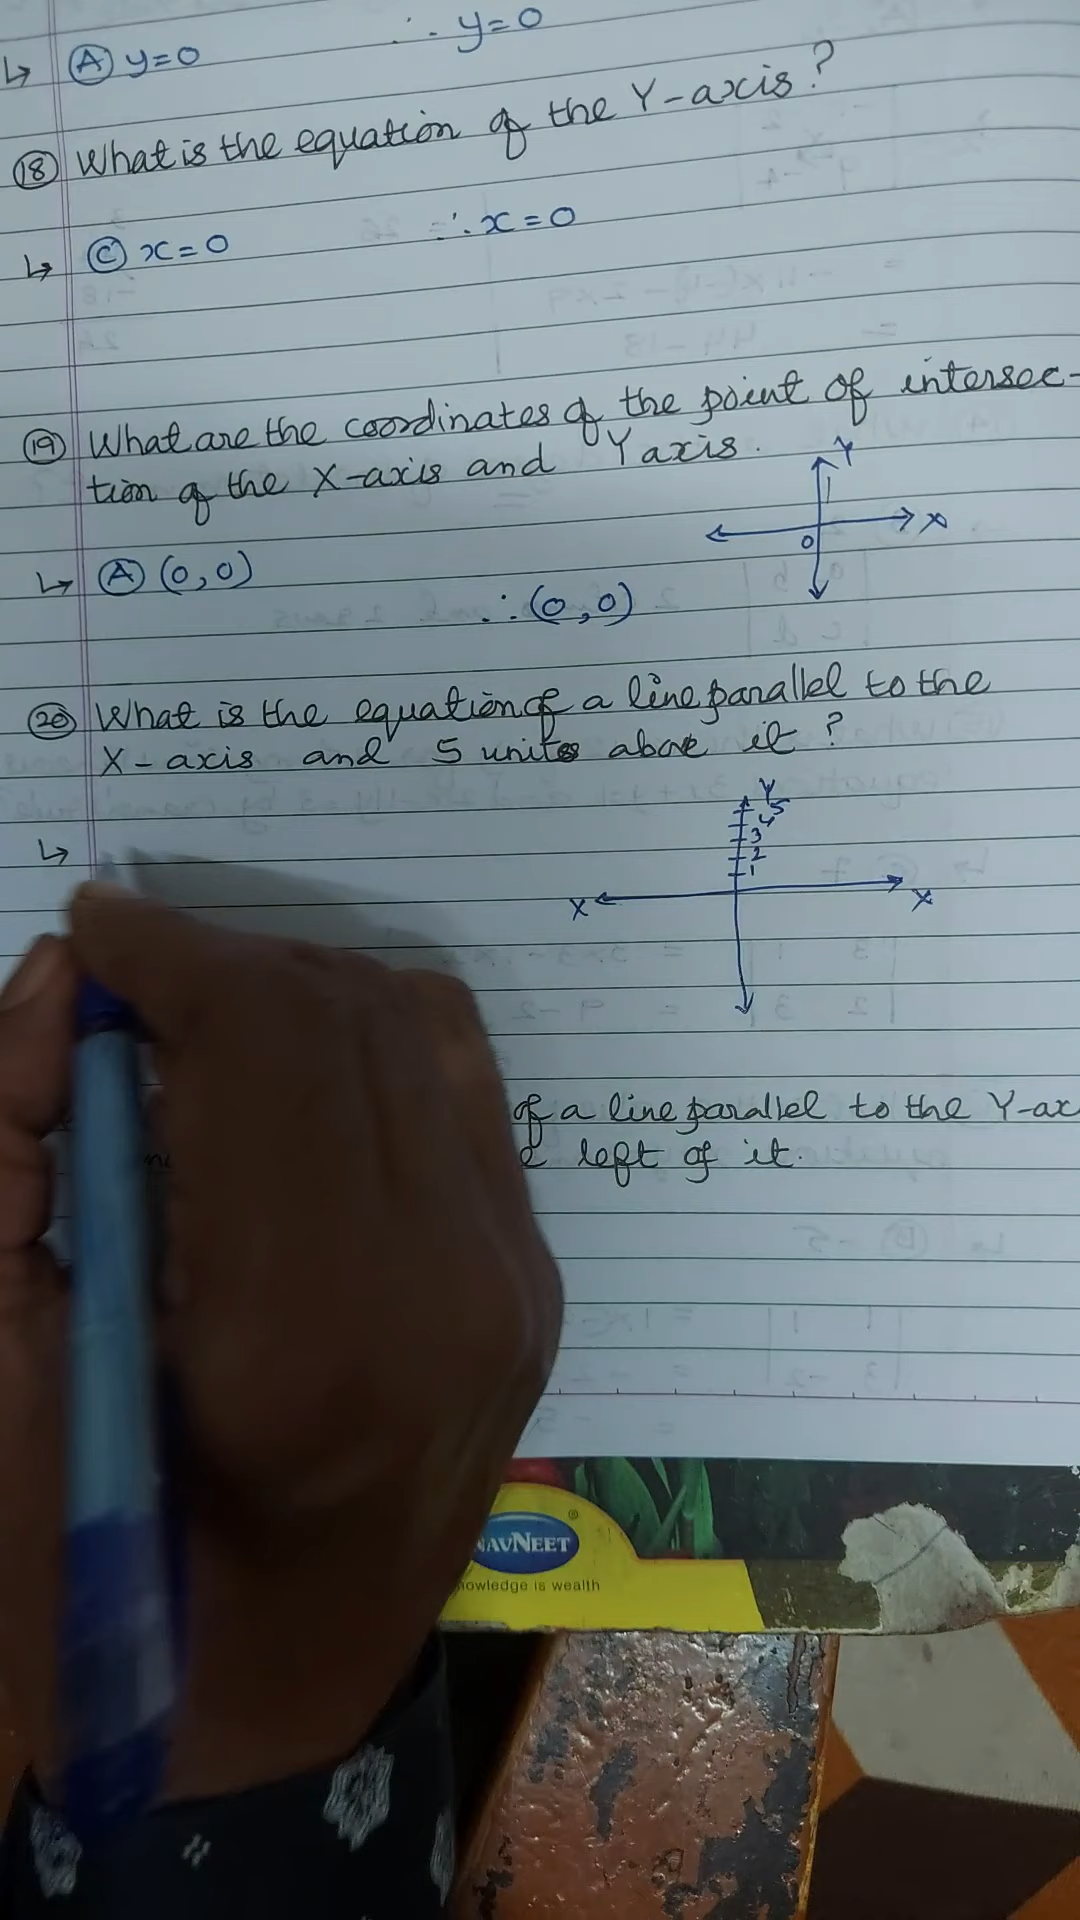 ∴ y=0
↳ Ⓐ y=0
⑱ What is the equation of the Y-axis?
↳ Ⓒ x=0 ∴ x=0
⑲ What are the coordinates of the point of intersec-
tion of the X-axis and Y axis.
Y
X
0
↳ Ⓐ (0,0)
∴ (0,0)
⑳ What is the equation of a line parallel to the
X-axis and 5 units above it?
Y
5
4
3
2
1
↳
X X
of a line parallel to the Y-ax
left of it.
NAVNEET
®
nowledge is wealth